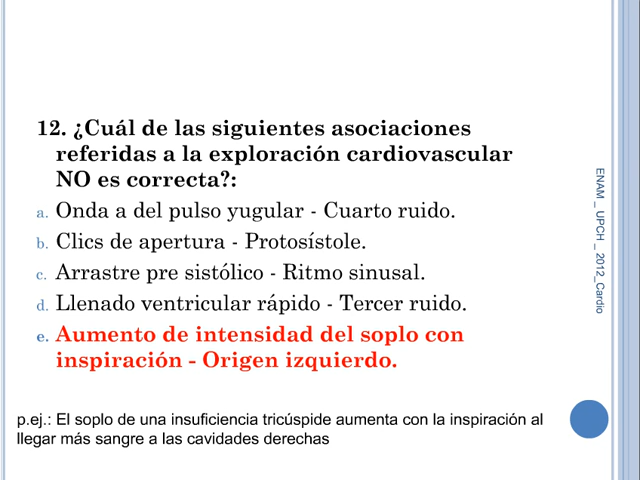 12. ¿Cuál de las siguientes asociaciones
referidas a la exploración cardiovascular
NO es correcta?:
a. Onda a del pulso yugular - Cuarto ruido.
b. Clics de apertura - Protosístole.
c. Arrastre pre sistólico - Ritmo sinusal.
d. Llenado ventricular rápido - Tercer ruido.
e. Aumento de intensidad del soplo con
inspiración - Origen izquierdo.
p.ej.: El soplo de una insuficiencia tricúspide aumenta con la inspiración al
llegar más sangre a las cavidades derechas
ENAM _ UPCH _ 2012_Cardio